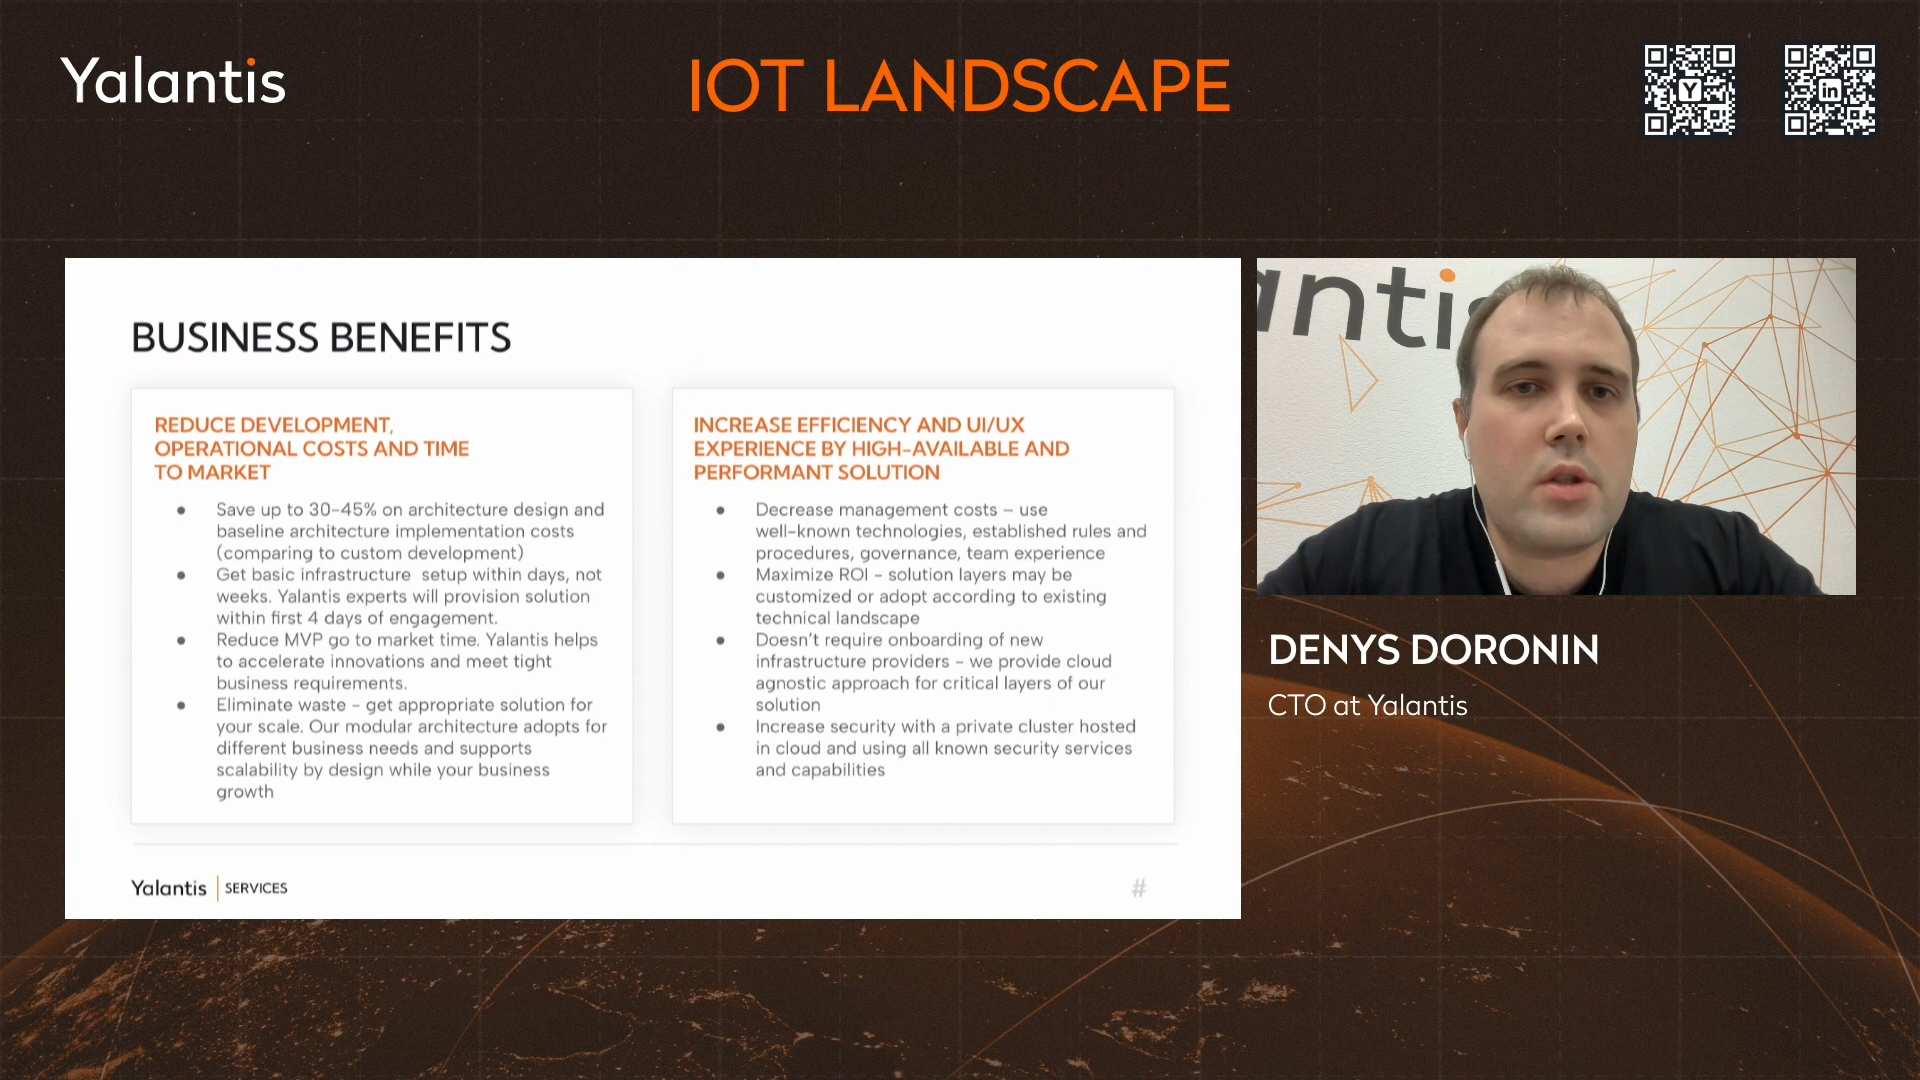 Yalantis
IOT LANDSCAPE
Y
in
BUSINESS BENEFITS
REDUCE DEVELOPMENT,
OPERATIONAL COSTS AND TIME
TO MARKET
● Save up to 30-45% on architecture design and
baseline architecture implementation costs
(comparing to custom development)
● Get basic infrastructure setup within days, not
weeks. Yalantis experts will provision solution
within first 4 days of engagement.
● Reduce MVP go to market time. Yalantis helps
to accelerate innovations and meet tight
business requirements.
● Eliminate waste - get appropriate solution for
your scale. Our modular architecture adopts for
different business needs and supports
scalability by design while your business
growth
INCREASE EFFICIENCY AND UI/UX
EXPERIENCE BY HIGH-AVAILABLE AND
PERFORMANT SOLUTION
● Decrease management costs – use
well-known technologies, established rules and
procedures, governance, team experience
● Maximize ROI - solution layers may be
customized or adopt according to existing
technical landscape
● Doesn't require onboarding of new
infrastructure providers - we provide cloud
agnostic approach for critical layers of our
solution
● Increase security with a private cluster hosted
in cloud and using all known security services
and capabilities
Yalantis | SERVICES
#
antis
DENYS DORONIN
CTO at Yalantis